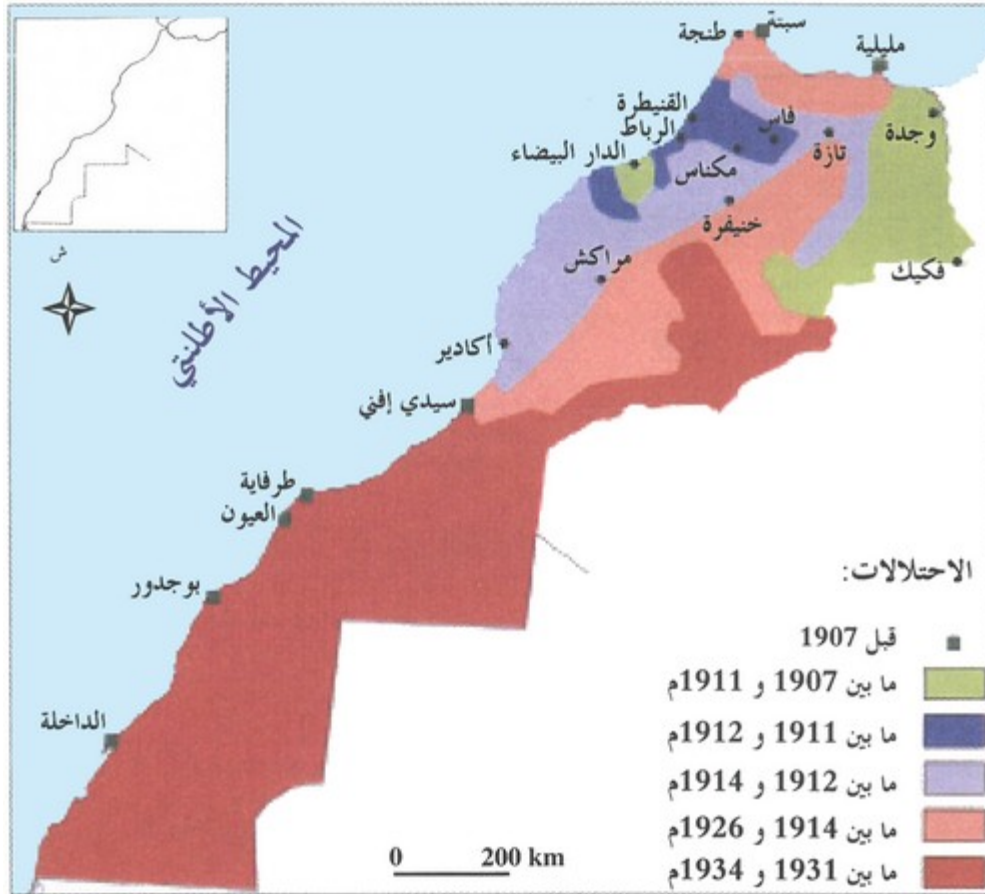 سبتة
طنجة
مليلية
القنيطرة
الرباط
فاس
وجدة
الدار البيضاء
مكناس
تازة
خنيفرة
فكيك
مراكش
المحيط الأطلنتي
ش
أكادير
سيدي إفني
طرفاية
العيون
بوجدور
الداخلة
الاحتلالات:
قبل 1907
ما بين 1907 و 1911م
ما بين 1911 و 1912م
ما بين 1912 و 1914م
ما بين 1914 و 1926م
ما بين 1931 و 1934م
0 200 km